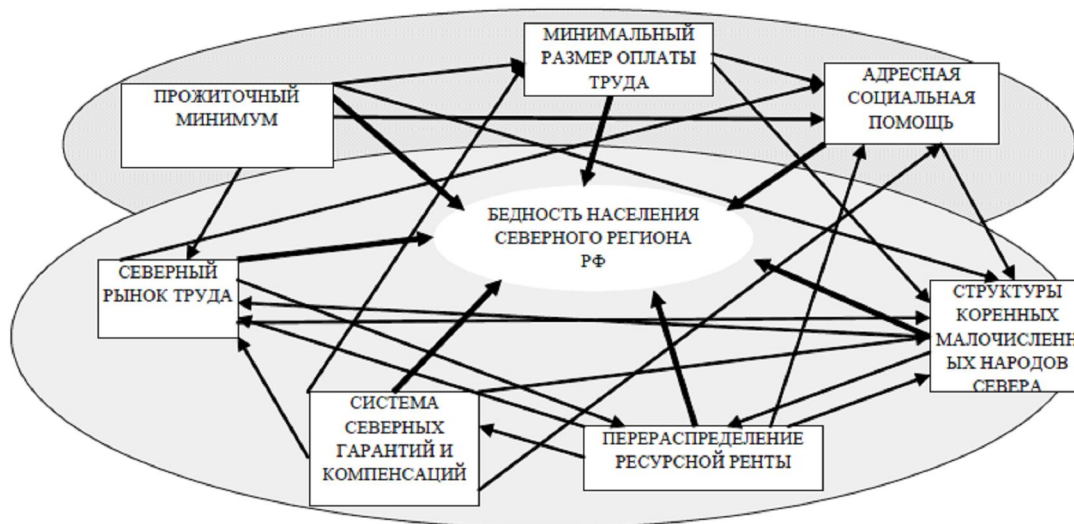 МИНИМАЛЬНЫЙ
РАЗМЕР ОПЛАТЫ
ТРУДА
АДРЕСНАЯ
СОЦИАЛЬНАЯ
ПОМОЩЬ
ПРОЖИТОЧНЫЙ
МИНИМУМ
БЕДНОСТЬ НАСЕЛЕНИЯ
СЕВЕРНОГО РЕГИОНА
РФ
СЕВЕРНЫЙ
РЫНОК ТРУДА
СТРУКТУРЫ
КОРЕННЫХ
МАЛОЧИСЛЕНН
ЫХ НАРОДОВ
СЕВЕРА
СИСТЕМА
СЕВЕРНЫХ
ГАРАНТИЙ И
КОМПЕНСАЦИЙ
ПЕРЕРАСПРЕДЕЛЕНИЕ
РЕСУРСНОЙ РЕНТЫ